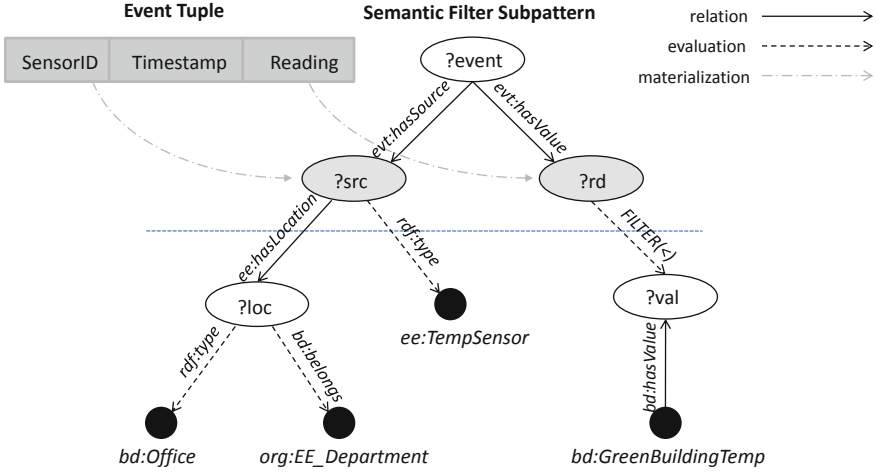 Event Tuple
Semantic Filter Subpattern
relation
evaluation
materialization
SensorID
Timestamp
Reading
?event
evt:hasSource
evt:hasValue
?src
?rd
ee:hasLocation
rdf:type
FILTER(<)
?loc
ee:TempSensor
?val
rdf:type
bd:belongs
bd:hasValue
bd:Office
org:EE_Department
bd:GreenBuildingTemp